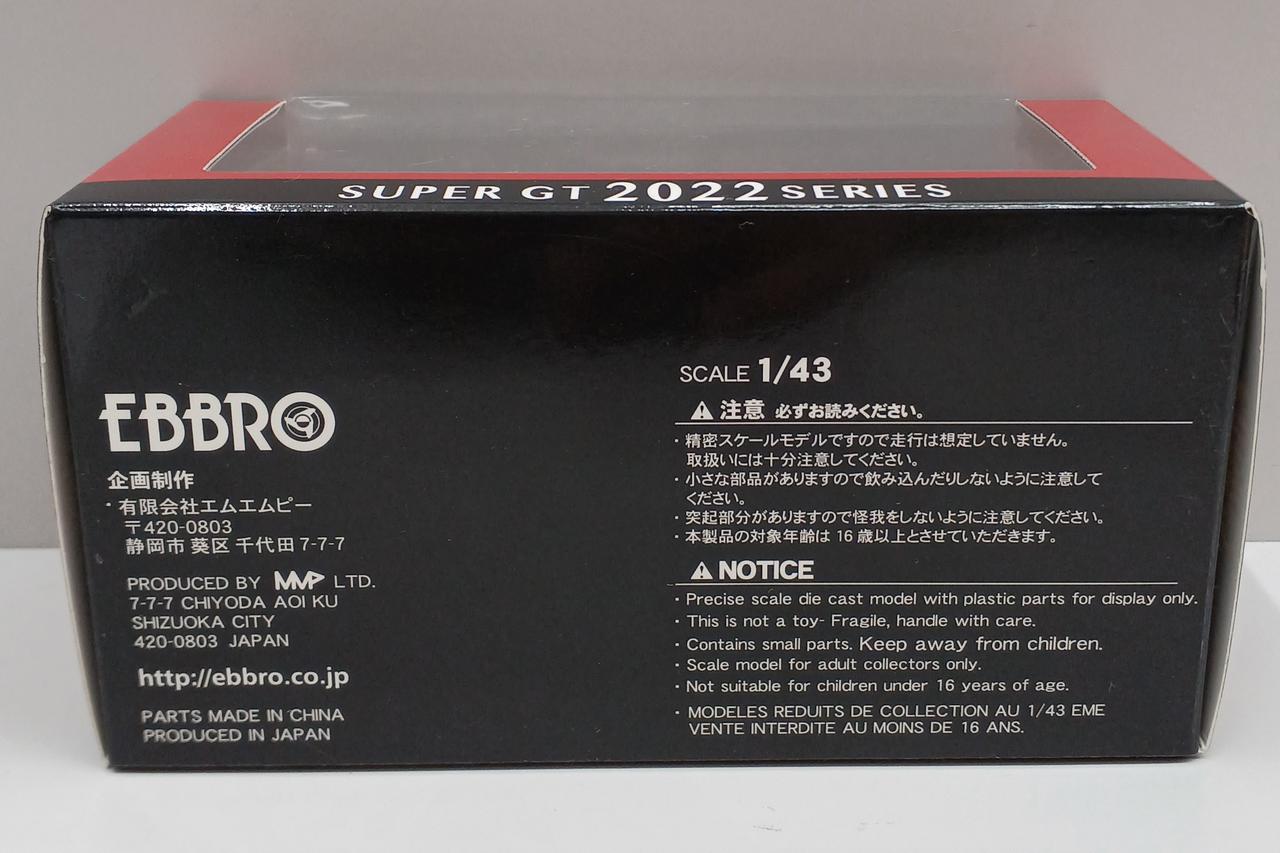 SUPER GT 2022 SERIES
EBBRO
企画制作
・有限会社エムエムピー
〒420-0803
静岡市 葵区 千代田 7-7-7
PRODUCED BY MMP LTD.
7-7-7 CHIYODA AOI KU
SHIZUOKA CITY
420-0803 JAPAN
http://ebbro.co.jp
PARTS MADE IN CHINA
PRODUCED IN JAPAN
SCALE 1/43
⚠ 注意 必ずお読みください。
・精密スケールモデルですので走行は想定していません。
取扱いには十分注意してください。
・小さな部品がありますので飲み込んだりしないように注意して
ください。
・突起部分がありますので怪我をしないように注意してください。
・本製品の対象年齢は 16 歳以上とさせていただきます。
⚠ NOTICE
・Precise scale die cast model with plastic parts for display only.
・This is not a toy- Fragile, handle with care.
・Contains small parts. Keep away from children.
・Scale model for adult collectors only.
・Not suitable for children under 16 years of age.
・MODELES REDUITS DE COLLECTION AU 1/43 EME
VENTE INTERDITE AU MOINS DE 16 ANS.